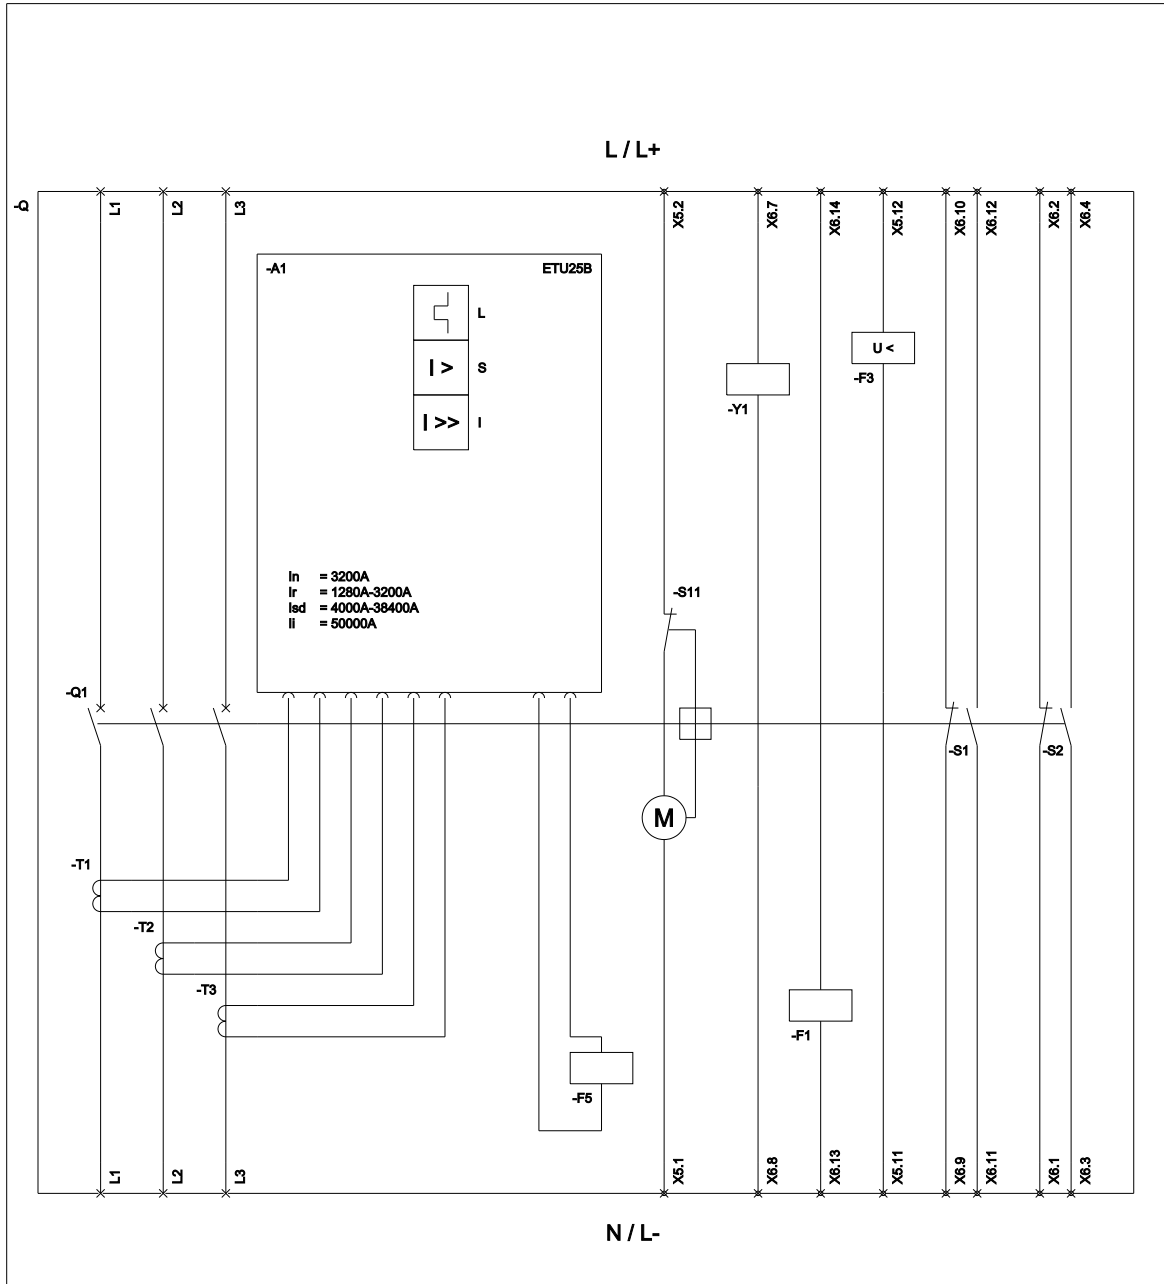 L / L+
-Q
L1
L2
L3
X5.2
X6.7
X6.14
X5.12
X6.10
X6.12
X6.2
X6.4
-A1
ETU25B
L
I >
S
I >>
I
U <
-F3
-Y1
In = 3200A
Ir = 1280A-3200A
Isd = 4000A-38400A
Ii = 50000A
-S11
-Q1
-S1
-S2
M
-T1
-T2
-T3
-F1
-F5
L1
L2
L3
X5.1
X6.8
X6.13
X5.11
X6.9
X6.11
X6.1
X6.3
N / L-